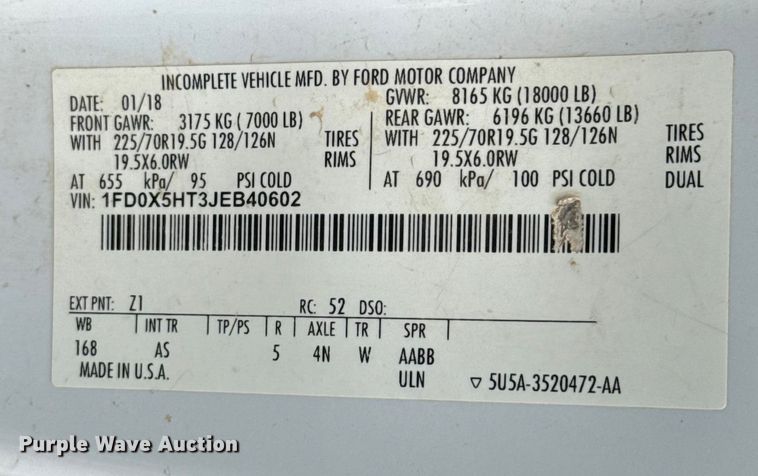 INCOMPLETE VEHICLE MFD. BY FORD MOTOR COMPANY
DATE: 01/18 GVWR: 8165 KG (18000 LB)
FRONT GAWR: 3175 KG ( 7000 LB) REAR GAWR: 6196 KG (13660 LB)
WITH 225/70R19.5G 128/126N TIRES WITH 225/70R19.5G 128/126N TIRES
19.5X6.0RW RIMS 19.5X6.0RW RIMS
AT 655 kPa/ 95 PSI COLD AT 690 kPa/ 100 PSI COLD DUAL
VIN: 1FD0X5HT3JEB40602
EXT PNT: Z1 RC: 52 DSO:
WB INT TR TP/PS R AXLE TR SPR
168 AS 5 4N W AABB
MADE IN U.S.A. ULN ▽ 5U5A-3520472-AA
Purple Wave Auction